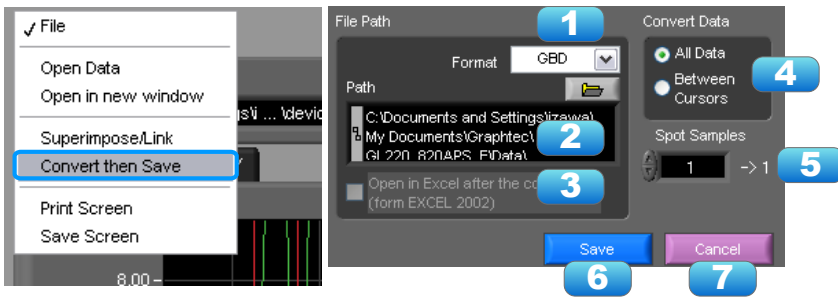 ✓ File
Open Data
Open in new window
Superimpose/Link
Convert then Save
Print Screen
Save Screen
gs\i ... \devic
8.00
File Path
1
Format GBD
Path
C:\Documents and Settings\izawa\
My Documents\Graphtec\
GL220_820APS_E\Data\
2
Open in Excel after the co
(form EXCEL 2002)
3
Convert Data
All Data
Between
Cursors
4
Spot Samples
1 -> 1
5
Save
Cancel
6
7